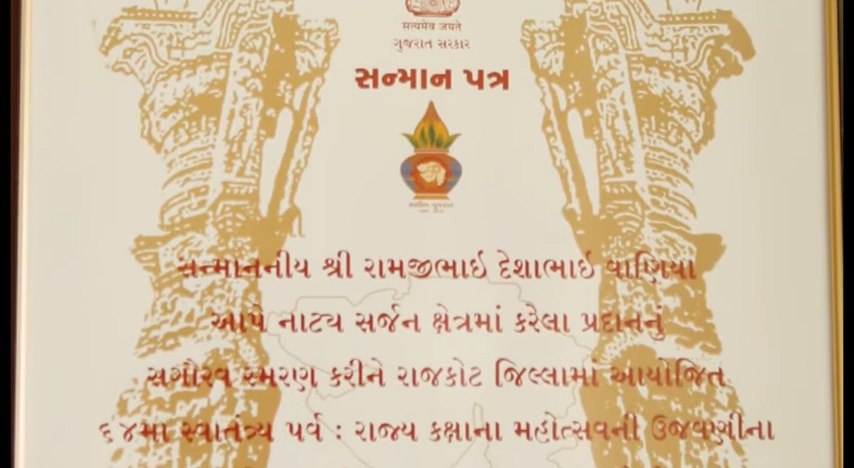 સત્યમેવ જયતે
ગુજરાત સરકાર
સન્માન પત્ર
સન્માનનીય શ્રી રામજીભાઇ દેશાભાઇ વાણિયા
આપે નાટ્ય સર્જન ક્ષેત્રમાં કરેલા પ્રદાનનું
સગૌરવ સ્મરણ કરીને રાજકોટ જિલ્લામાં આયોજિત
૬૪મા સ્વાતંત્ર્ય પર્વ : રાજ્ય કક્ષાના મહોત્સવની ઉજવણીના